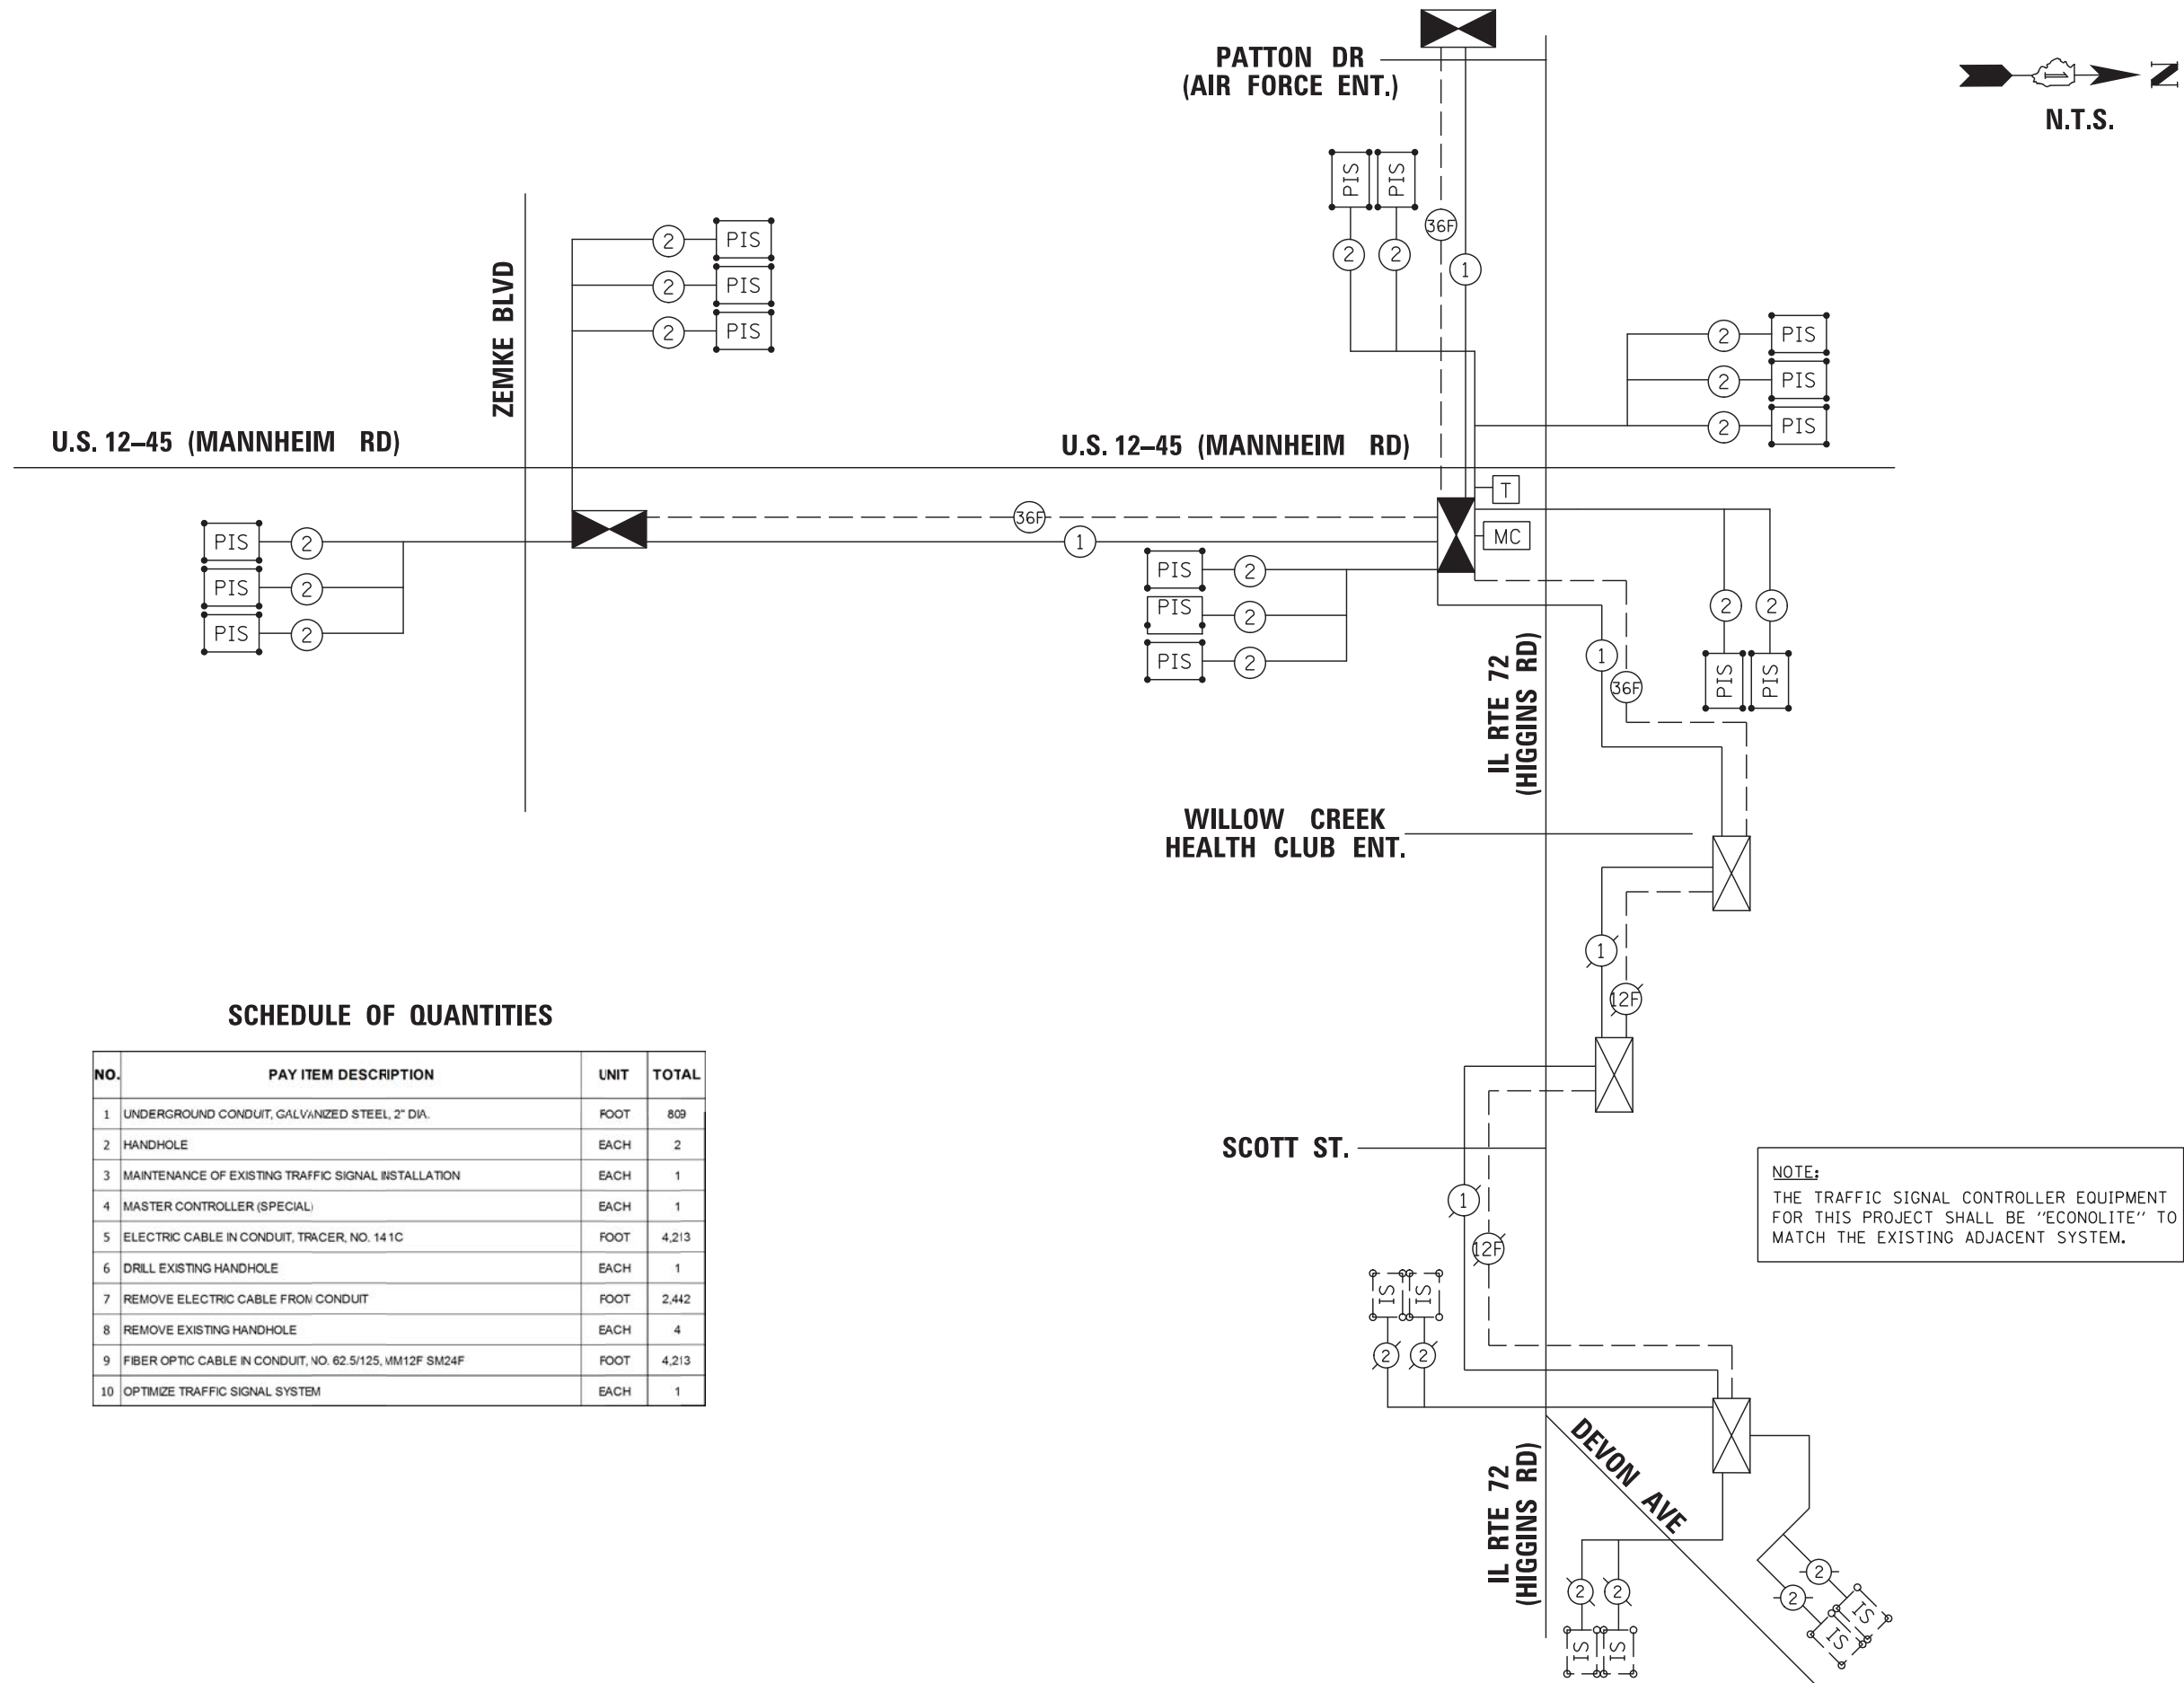 PATTON DR
(AIR FORCE ENT.)
N
N.T.S.
PIS PIS
36F
2 2
1
ZEMKE BLVD
2 PIS
2 PIS
2 PIS
2 PIS
2 PIS
2 PIS
U.S. 12–45 (MANNHEIM RD)
U.S. 12–45 (MANNHEIM RD)
T
MC
36F
1
PIS 2
PIS 2
PIS 2
PIS 2
PIS 2
PIS 2
2 2
PIS PIS
1
36F
IL RTE 72
(HIGGINS RD)
WILLOW CREEK
HEALTH CLUB ENT.
1
12F
SCHEDULE OF QUANTITIES
NO. PAY ITEM DESCRIPTION UNIT TOTAL
1 UNDERGROUND CONDUIT, GALVANIZED STEEL, 2" DIA. FOOT 809
2 HANDHOLE EACH 2
3 MAINTENANCE OF EXISTING TRAFFIC SIGNAL INSTALLATION EACH 1
4 MASTER CONTROLLER (SPECIAL) EACH 1
5 ELECTRIC CABLE IN CONDUIT, TRACER, NO. 14 1C FOOT 4,213
6 DRILL EXISTING HANDHOLE EACH 1
7 REMOVE ELECTRIC CABLE FROM CONDUIT FOOT 2,442
8 REMOVE EXISTING HANDHOLE EACH 4
9 FIBER OPTIC CABLE IN CONDUIT, NO. 62.5/125, MM12F SM24F FOOT 4,213
10 OPTIMIZE TRAFFIC SIGNAL SYSTEM EACH 1
SCOTT ST.
1
12F
NOTE:
THE TRAFFIC SIGNAL CONTROLLER EQUIPMENT
FOR THIS PROJECT SHALL BE "ECONOLITE" TO
MATCH THE EXISTING ADJACENT SYSTEM.
IS IS
2 2
DEVON AVE
IL RTE 72
(HIGGINS RD)
2 2
IS IS
2
2
IS
IS